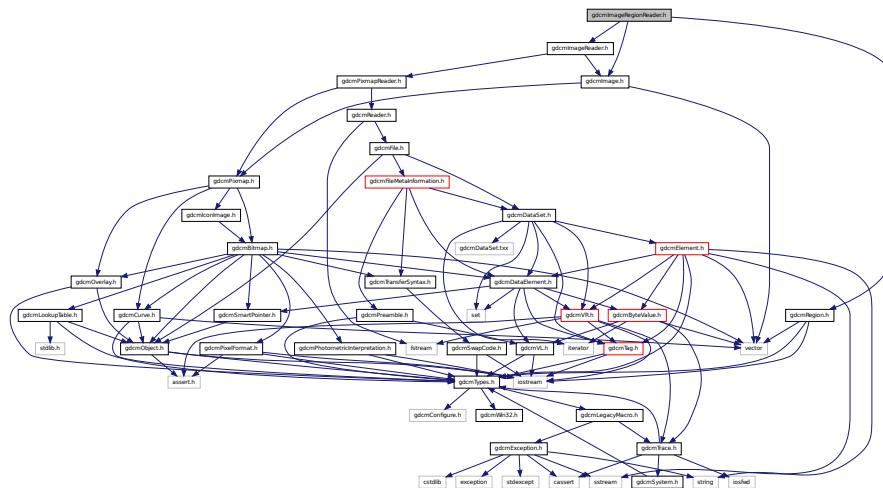 gdcmImageRegionReader.h
gdcmImageReader.h
gdcmPixmapReader.h
gdcmImage.h
gdcmReader.h
gdcmFile.h
gdcmPixmap.h
gdcmFileMetaInformation.h
gdcmIconImage.h
gdcmDataSet.h
gdcmBitmap.h
gdcmDataSet.txx
gdcmElement.h
gdcmOverlay.h
gdcmTransferSyntax.h
gdcmDataElement.h
gdcmLookupTable.h
gdcmCurve.h
gdcmSmartPointer.h
gdcmPreamble.h
set
gdcmVR.h
gdcmByteValue.h
gdcmRegion.h
stdlib.h
gdcmObject.h
gdcmPixelFormat.h
gdcmPhotometricInterpretation.h
fstream
gdcmSwapCode.h
gdcmVL.h
iterator
gdcmTag.h
vector
assert.h
gdcmTypes.h
iostream
gdcmConfigure.h
gdcmWin32.h
gdcmLegacyMacro.h
gdcmException.h
gdcmTrace.h
cstdlib
exception
stdexcept
cassert
sstream
gdcmSystem.h
string
iosfwd